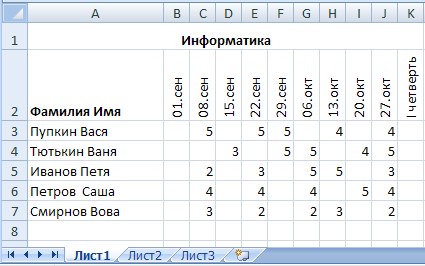 A B C D E F G H I J K
1 Информатика
2 Фамилия Имя 01.сен 08.сен 15.сен 22.сен 29.сен 06.окт 13.окт 20.окт 27.окт I четверть
3 Пупкин Вася 5 5 5 4 4
4 Тютькин Ваня 3 5 5 4 5
5 Иванов Петя 2 3 5 5 3
6 Петров Саша 4 4 4 5 4
7 Смирнов Вова 3 2 2 3 2
8
Лист1 Лист2 Лист3